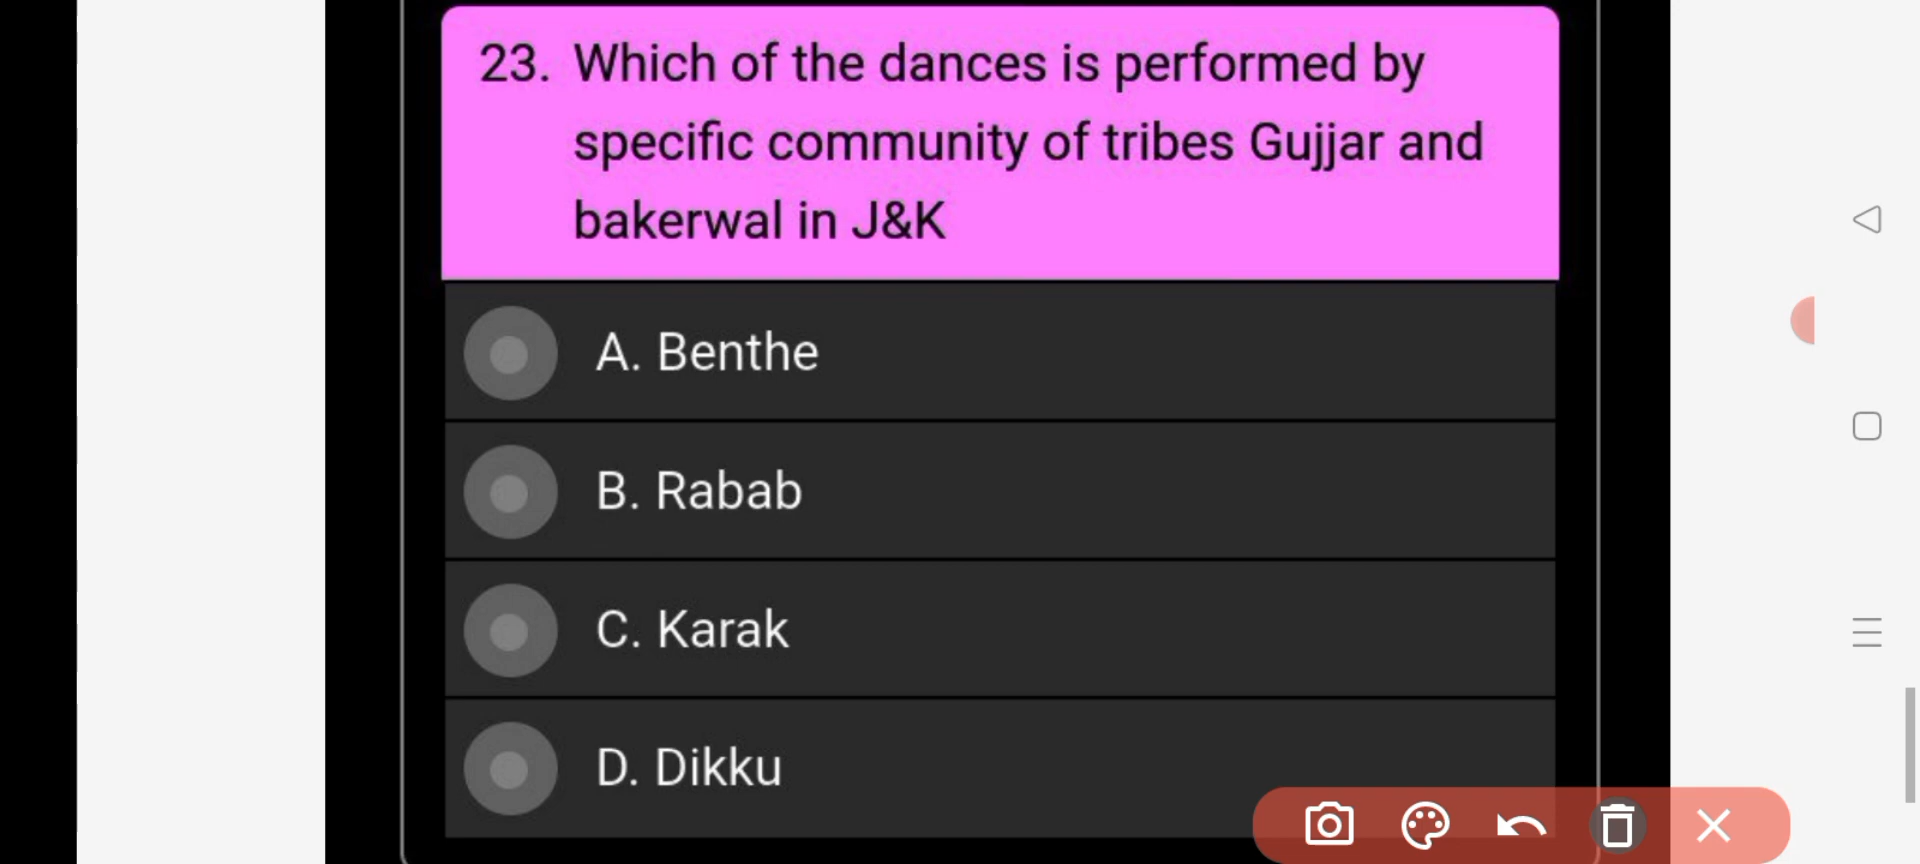 23. Which of the dances is performed by
specific community of tribes Gujjar and
bakerwal in J&K
A. Benthe
B. Rabab
C. Karak
D. Dikku